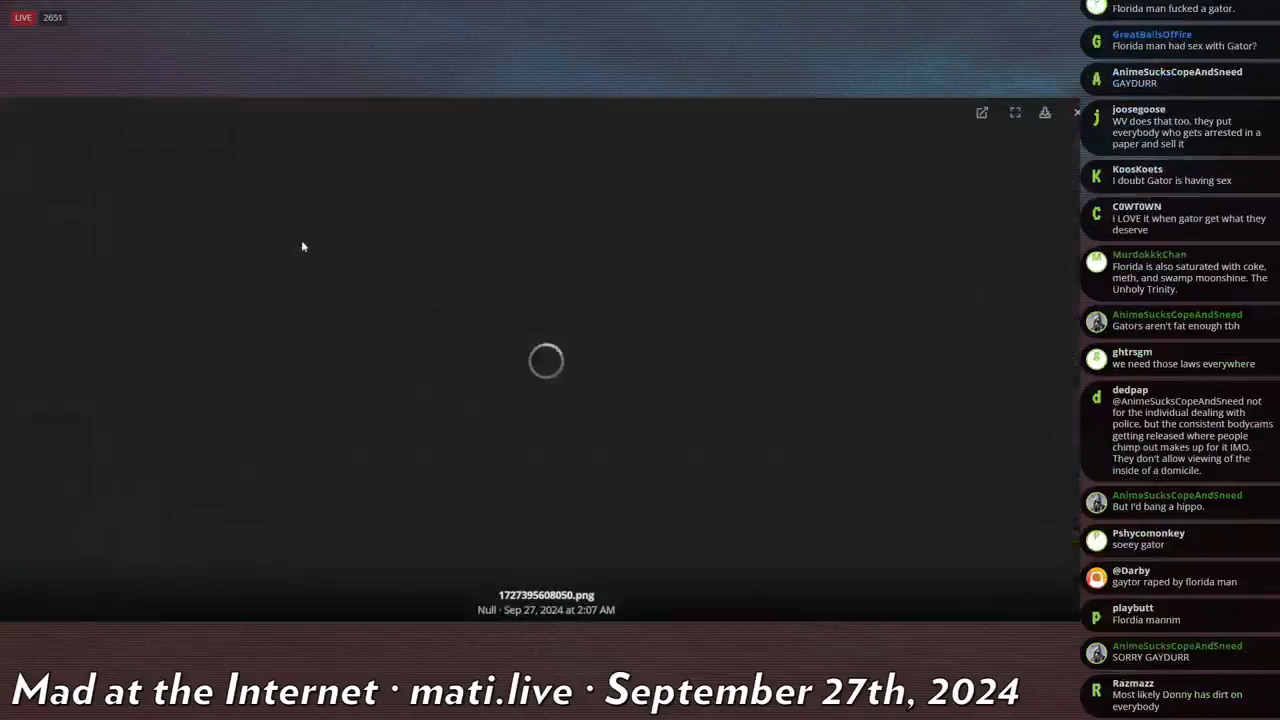 LIVE 2651
Florida man fucked a gator.
GreatBallsOfFire
Florida man had sex with Gator?
AnimeSucksCopeAndSneed
GAYDURR
joosegoose
WV does that too, they put
everybody who gets arrested in a
paper and sell it
KoosKoets
I doubt Gator is having sex
C0WT0WN
i LOVE it when gator get what they
deserve
MurdokkkChan
Florida is also saturated with coke,
meth, and swamp moonshine. The
Unholy Trinity.
AnimeSucksCopeAndSneed
Gators aren't fat enough tbh
ghtrsgm
we need those laws everywhere
dedpap
@AnimeSucksCopeAndSneed not
for the individual dealing with
police, but the consistent bodycams
getting released where people
chimp out makes up for it IMO.
They don't allow viewing of the
inside of a domicile.
AnimeSucksCopeAndSneed
But I'd bang a hippo.
Pshycomonkey
soeey gator
@Darby
gaytor raped by florida man
playbutt
Flordia mannm
AnimeSucksCopeAndSneed
SORRY GAYDURR
Razmazz
Most likely Donny has dirt on
everybody
1727395608050.png
Null · Sep 27, 2024 at 2:07 AM
Mad at the Internet · mati.live · September 27th, 2024